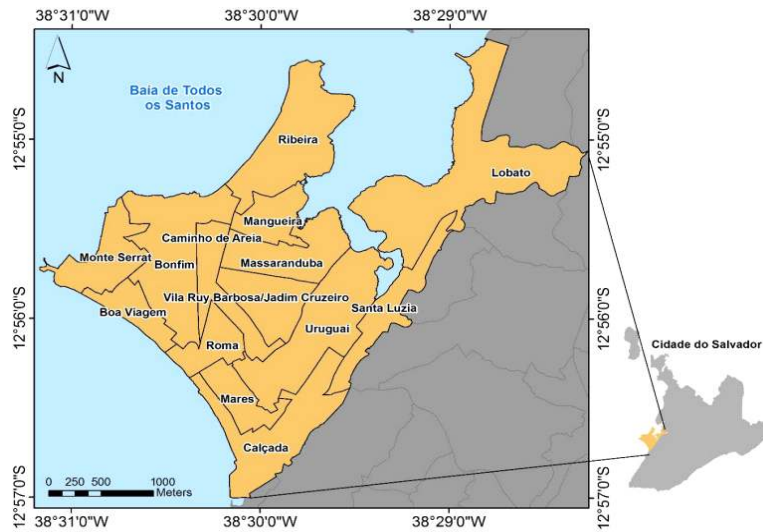 38°31'0"W 38°30'0"W 38°29'0"W
N
Baía de Todos
os Santos
12°55'0"S 12°55'0"S
Ribeira
Lobato
Mangueira
Caminho de Areia
Monte Serrat
Bonfim
Massaranduba
Vila Ruy Barbosa/Jadim Cruzeiro
Santa Luzia
Boa Viagem
12°56'0"S 12°56'0"S
Uruguai
Roma
Cidade do Salvador
Mares
Calçada
0 250 500 1000
Meters
12°57'0"S 12°57'0"S
38°31'0"W 38°30'0"W 38°29'0"W